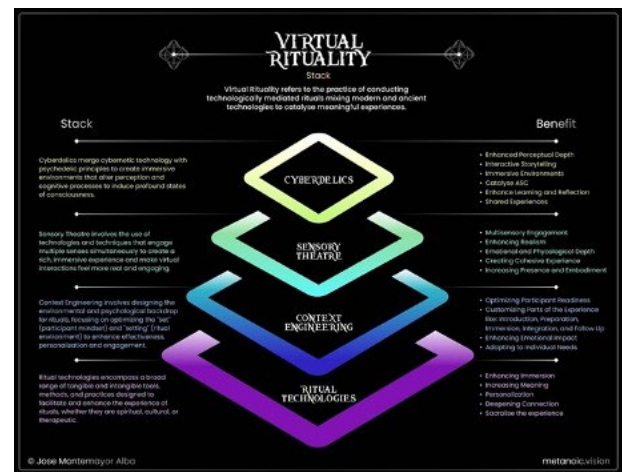 VIRTUAL
RITUALITY
Stack
Virtual Rituality refers to the practice of conducting
technologically mediated rituals mixing modern and ancient
technologies to catalyse meaningful experiences.
Stack
Benefit
Cyberdelics merge cybernetic technology with
psychedelic principles to create immersive
environments that alter perception and
cognitive processes to induce profound states
of consciousness.
CYBERDELICS
• Enhanced Perceptual Depth
• Interactive Storytelling
• Immersive Environments
• Catalyse ASC
• Enhance Learning and Reflection
• Shared Experiences
Sensory Theatre involves the use of
technologies and techniques that engage
multiple senses simultaneously to create a
rich, immersive experience and make virtual
interactions feel more real and engaging.
SENSORY
THEATRE
• Multisensory Engagement
• Enhancing Realism
• Emotional and Physiological Depth
• Creating Cohesive Experience
• Increasing Presence and Embodiment
Context Engineering involves designing the
environmental and psychological backdrop
for rituals, focusing on optimizing the "set"
(participant mindset) and "setting" (ritual
environment) to enhance effectiveness,
personalisation and engagement.
CONTEXT
ENGINEERING
• Optimizing Participant Readiness
• Customizing Parts of the Experience
like: Introduction, Preparation,
Immersion, Integration, and Follow Up
• Enhancing Emotional Impact
• Adapting to Individual Needs
Ritual technologies encompass a broad
range of tangible and intangible tools,
methods, and practices designed to
facilitate and enhance the experience of
rituals, whether they are spiritual, cultural, or
therapeutic.
RITUAL
TECHNOLOGIES
• Enhancing Immersion
• Increasing Meaning
• Personalization
• Deepening Connection
• Sacralise the experience
© Jose Montemayor Alba
metanoic.vision